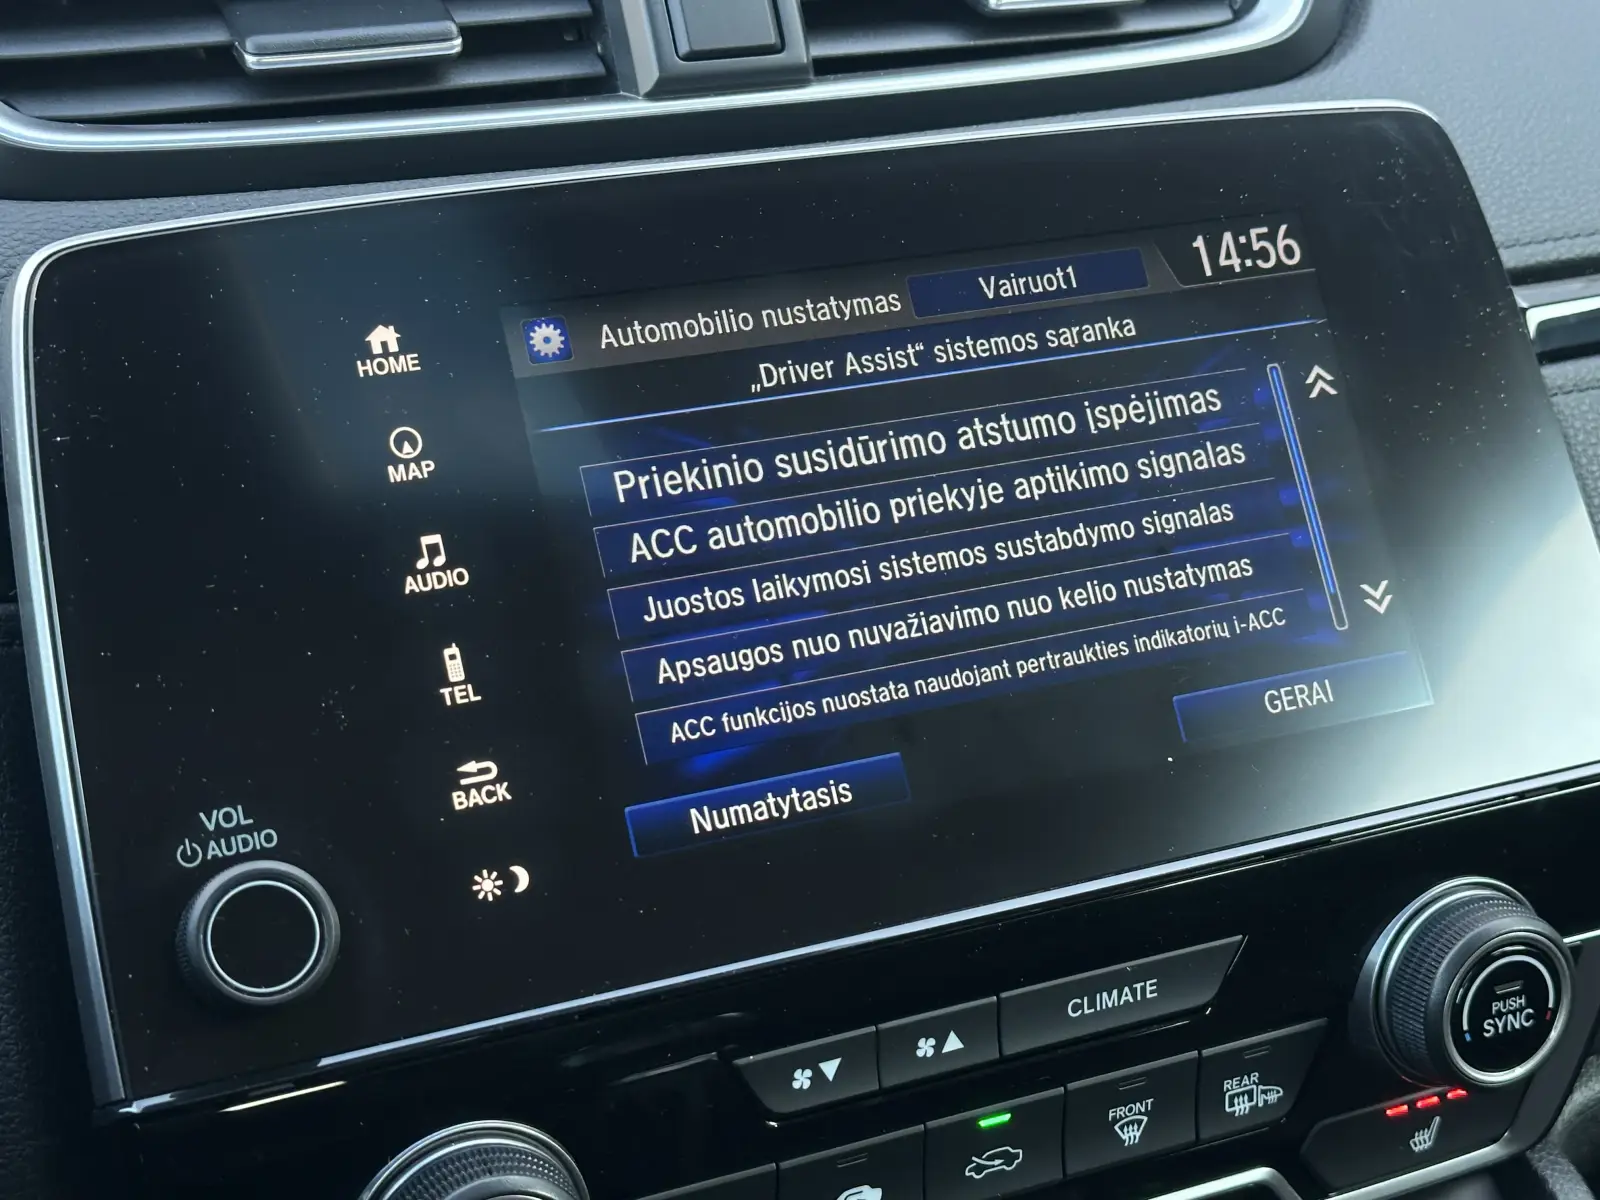 14:56
Automobilio nustatymas
Vairuot1
„Driver Assist“ sistemos sąranka
Priekinio susidūrimo atstumo įspėjimas
ACC automobilio priekyje aptikimo signalas
Juostos laikymosi sistemos sustabdymo signalas
Apsaugos nuo nuvažiavimo nuo kelio nustatymas
ACC funkcijos nuostata naudojant pertraukties indikatorių i-ACC
Numatytasis
GERAI
HOME
MAP
AUDIO
TEL
BACK
VOL
AUDIO
CLIMATE
PUSH
SYNC
FRONT
REAR